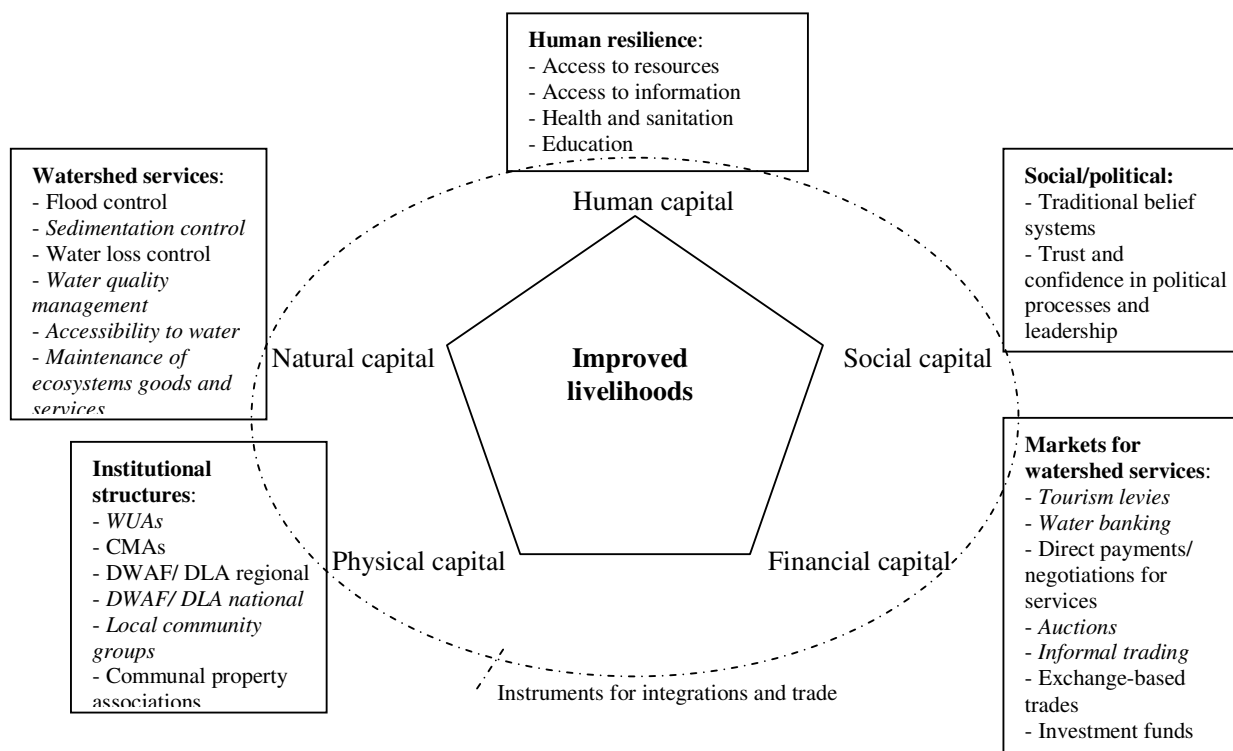 Human resilience:
- Access to resources
- Access to information
- Health and sanitation
- Education
Watershed services:
- Flood control
- Sedimentation control
- Water loss control
- Water quality
management
- Accessibility to water
- Maintenance of
ecosystems goods and
services
Social/political:
- Traditional belief
systems
- Trust and
confidence in political
processes and
leadership
Human capital
Natural capital
Improved
livelihoods
Social capital
Physical capital
Financial capital
Institutional
structures:
- WUAs
- CMAs
- DWAF/ DLA regional
- DWAF/ DLA national
- Local community
groups
- Communal property
associations
Markets for
watershed services:
- Tourism levies
- Water banking
- Direct payments/
negotiations for
services
- Auctions
- Informal trading
- Exchange-based
trades
- Investment funds
Instruments for integrations and trade